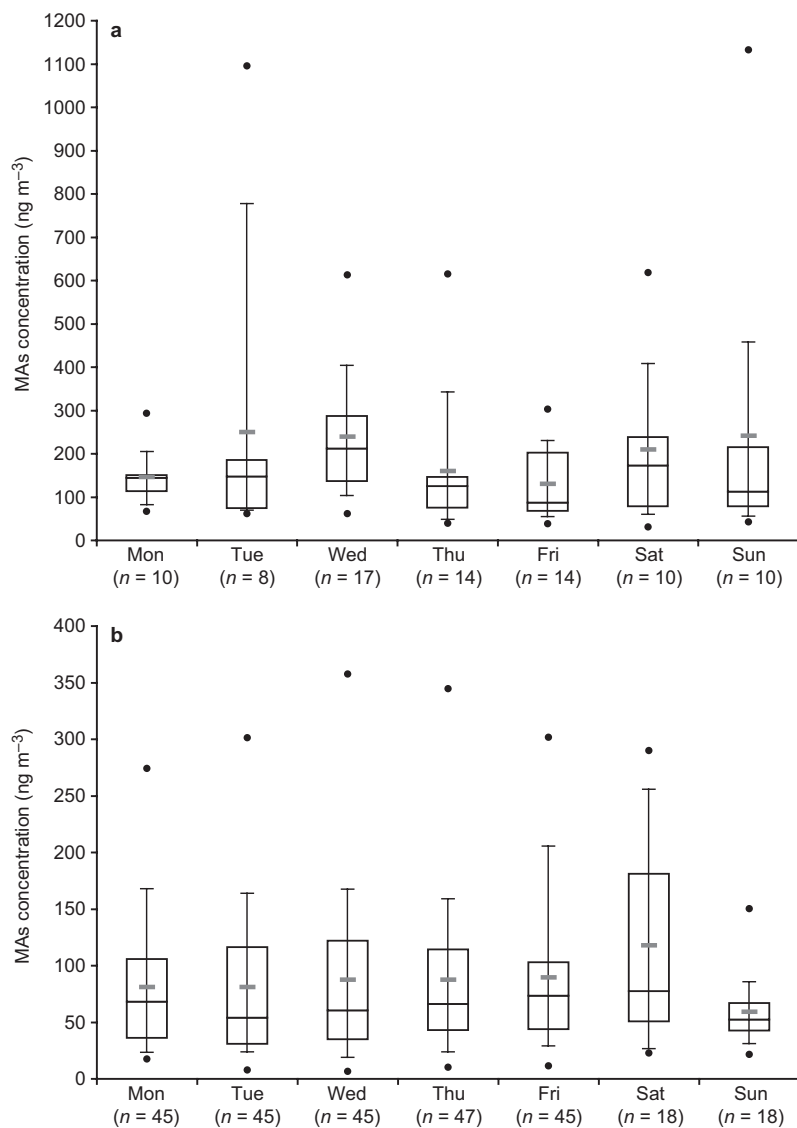 a
MAs concentration (ng m–3)
1200
1100
1000
900
800
700
600
500
400
300
200
100
0
Mon Tue Wed Thu Fri Sat Sun
(n = 10) (n = 8) (n = 17) (n = 14) (n = 14) (n = 10) (n = 10)
b
MAs concentration (ng m–3)
400
350
300
250
200
150
100
50
0
Mon Tue Wed Thu Fri Sat Sun
(n = 45) (n = 45) (n = 45) (n = 47) (n = 45) (n = 18) (n = 18)